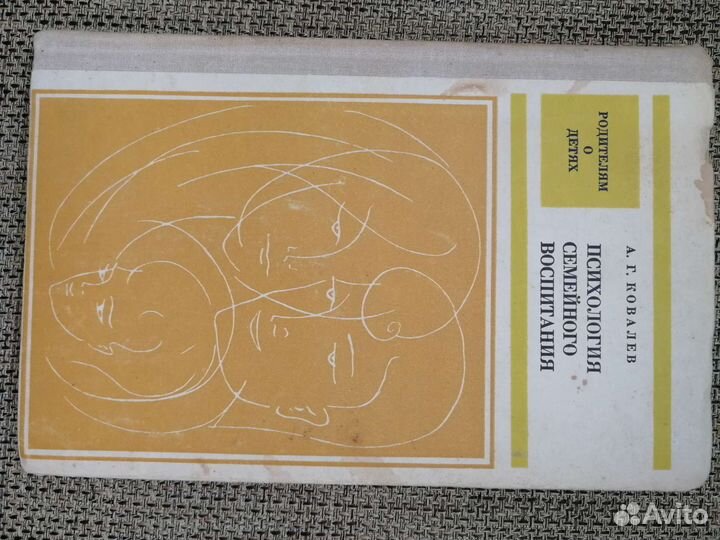 РОДИТЕЛЯМ
О
ДЕТЯХ
А. Г. КОВАЛЕВ
ПСИХОЛОГИЯ
СЕМЕЙНОГО
ВОСПИТАНИЯ
Avito